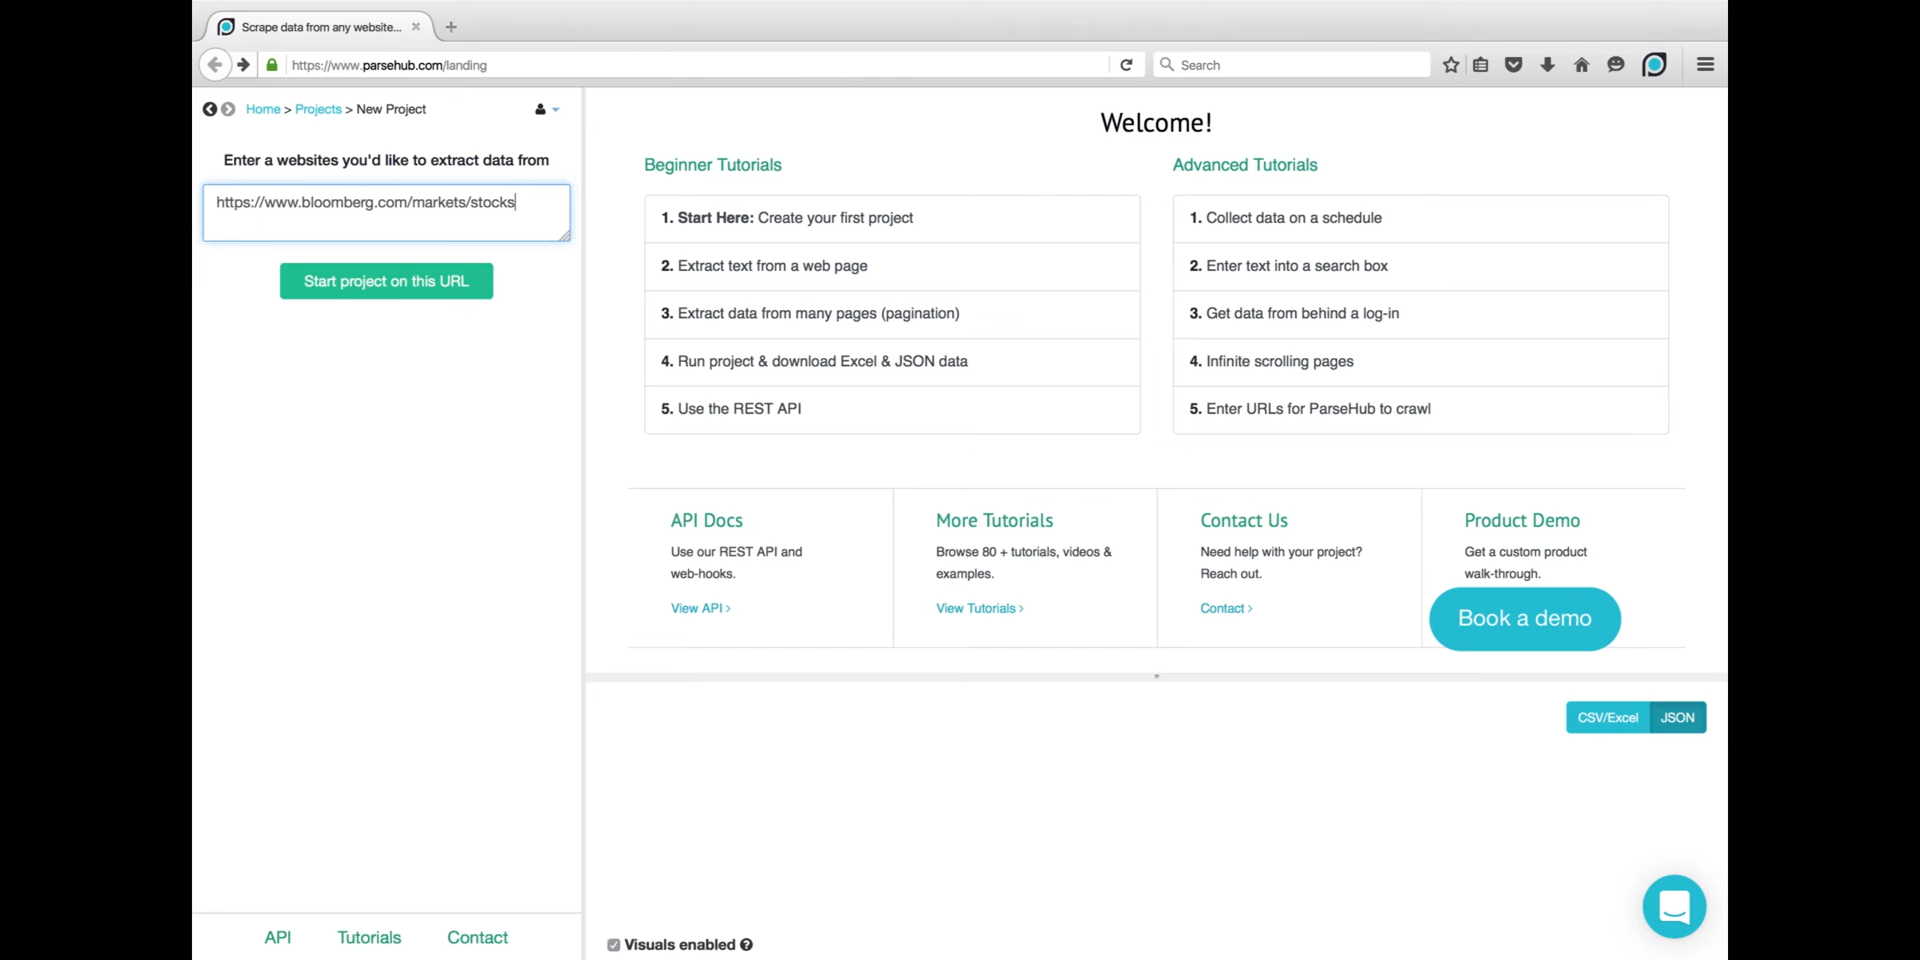 Scrape data from any website...
https://www.parsehub.com/landing
Search
Home > Projects > New Project
Enter a websites you'd like to extract data from
https://www.bloomberg.com/markets/stocks
Start project on this URL
API Tutorials Contact
Welcome!
Beginner Tutorials
1. Start Here: Create your first project
2. Extract text from a web page
3. Extract data from many pages (pagination)
4. Run project & download Excel & JSON data
5. Use the REST API
Advanced Tutorials
1. Collect data on a schedule
2. Enter text into a search box
3. Get data from behind a log-in
4. Infinite scrolling pages
5. Enter URLs for ParseHub to crawl
API Docs
Use our REST API and
web-hooks.
View API >
More Tutorials
Browse 80 + tutorials, videos &
examples.
View Tutorials >
Contact Us
Need help with your project?
Reach out.
Contact >
Product Demo
Get a custom product
walk-through.
Book a demo
CSV/Excel JSON
Visuals enabled